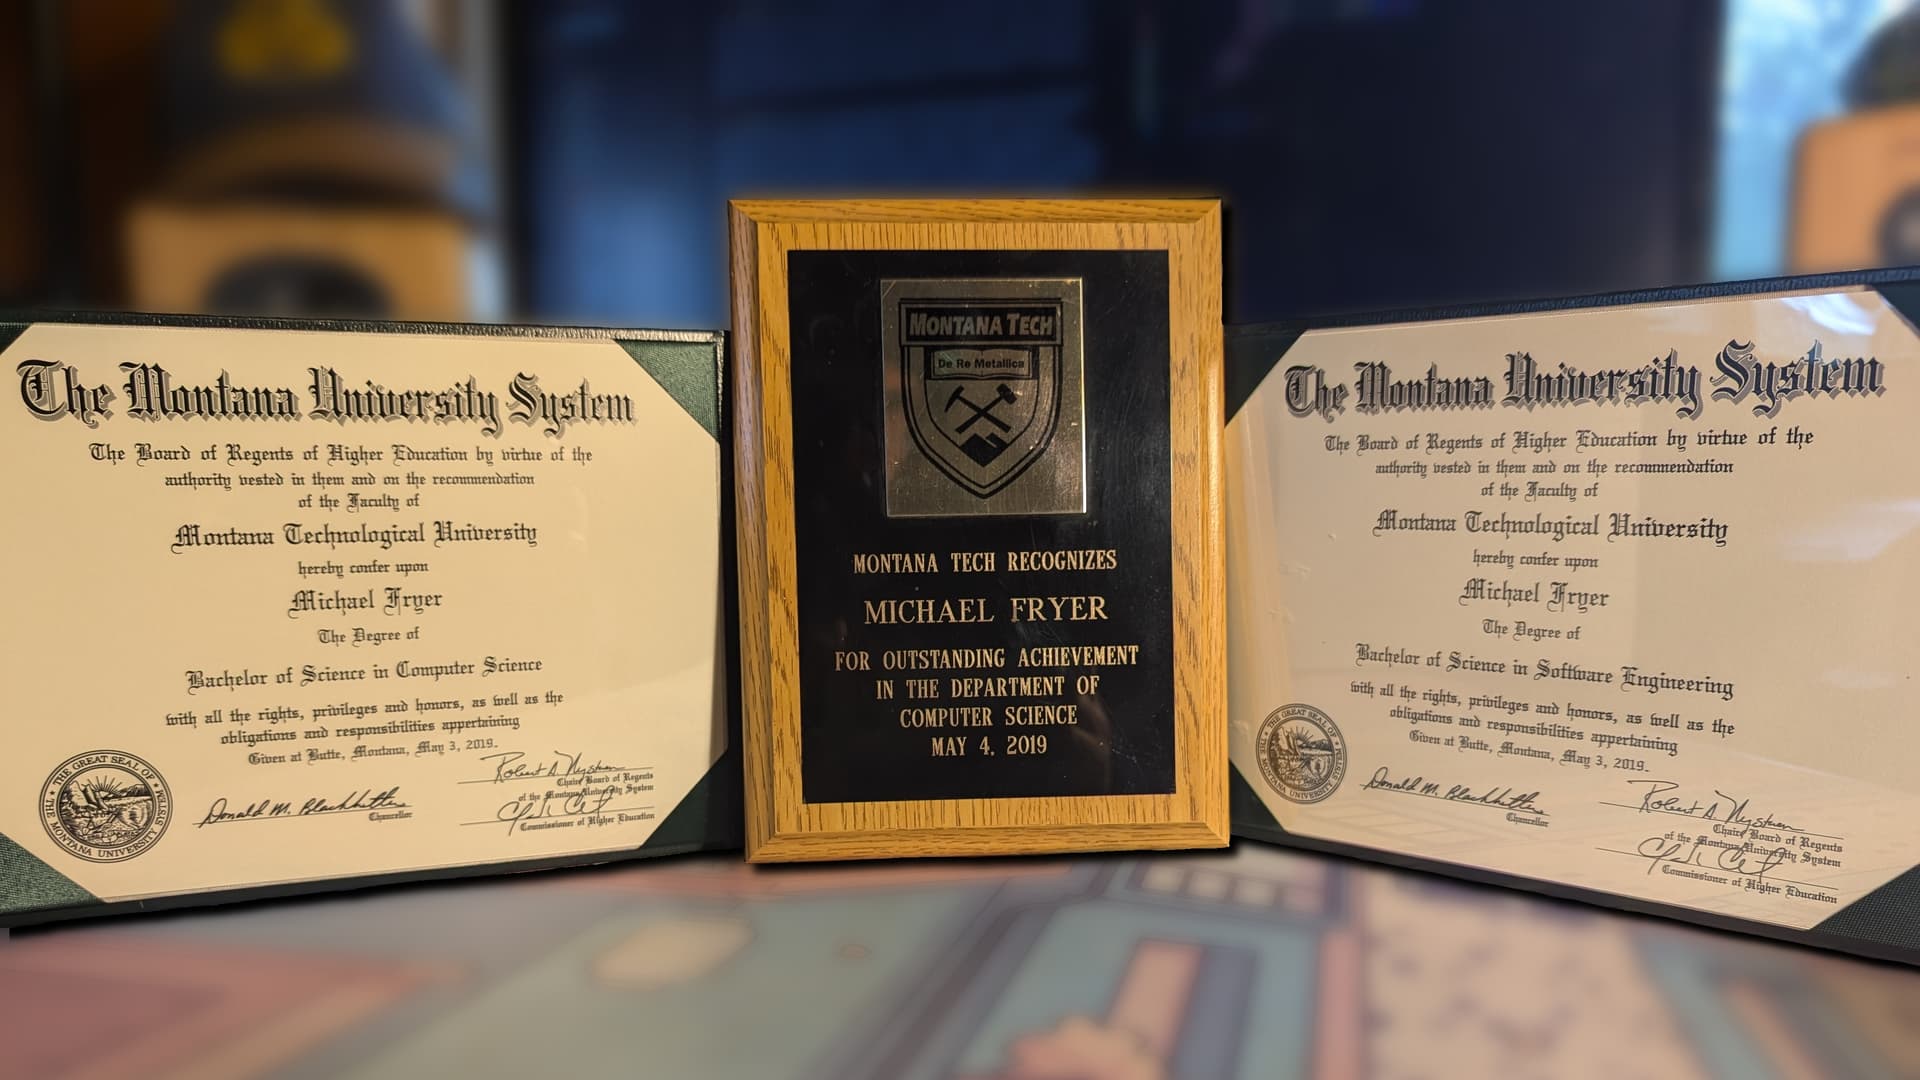 The Montana University System
The Board of Regents of Higher Education by virtue of the
authority vested in them and on the recommendation
of the Faculty of
Montana Technological University
hereby confer upon
Michael Fryer
The Degree of
Bachelor of Science in Computer Science
with all the rights, privileges and honors, as well as the
obligations and responsibilities appertaining
Given at Butte, Montana, May 3, 2019.
THE GREAT SEAL OF
THE MONTANA UNIVERSITY SYSTEM
Chancellor
Chair, Board of Regents
of the Montana University System
Commissioner of Higher Education
MONTANA TECH
De Re Metallica
MONTANA TECH RECOGNIZES
MICHAEL FRYER
FOR OUTSTANDING ACHIEVEMENT
IN THE DEPARTMENT OF
COMPUTER SCIENCE
MAY 4, 2019
The Montana University System
The Board of Regents of Higher Education by virtue of the
authority vested in them and on the recommendation
of the Faculty of
Montana Technological University
hereby confer upon
Michael Fryer
The Degree of
Bachelor of Science in Software Engineering
with all the rights, privileges and honors, as well as the
obligations and responsibilities appertaining
Given at Butte, Montana, May 3, 2019.
THE GREAT SEAL OF
THE MONTANA UNIVERSITY SYSTEM
Chancellor
Chair, Board of Regents
of the Montana University System
Commissioner of Higher Education